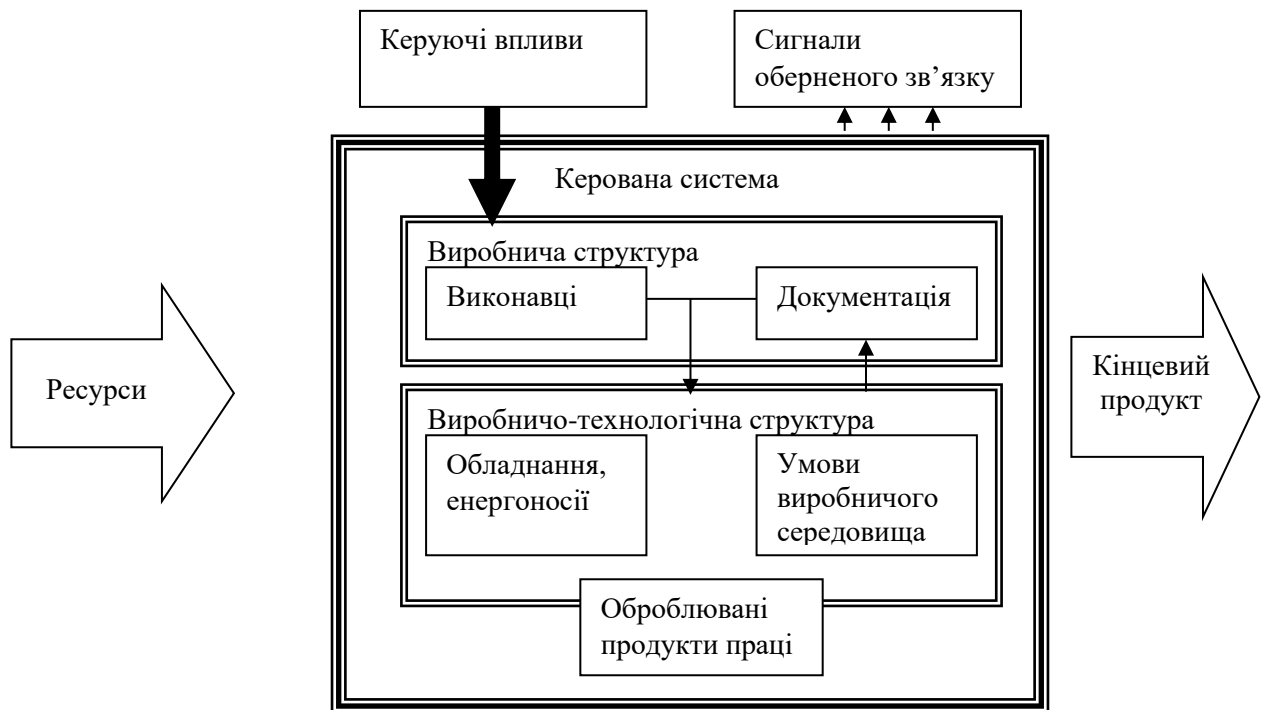 Керуючі впливи
Сигнали
оберненого зв’язку
Керована система
Виробнича структура
Виконавці
Документація
Ресурси
Кінцевий
продукт
Виробничо-технологічна структура
Обладнання,
енергоносії
Умови
виробничого
середовища
Оброблювані
продукти праці